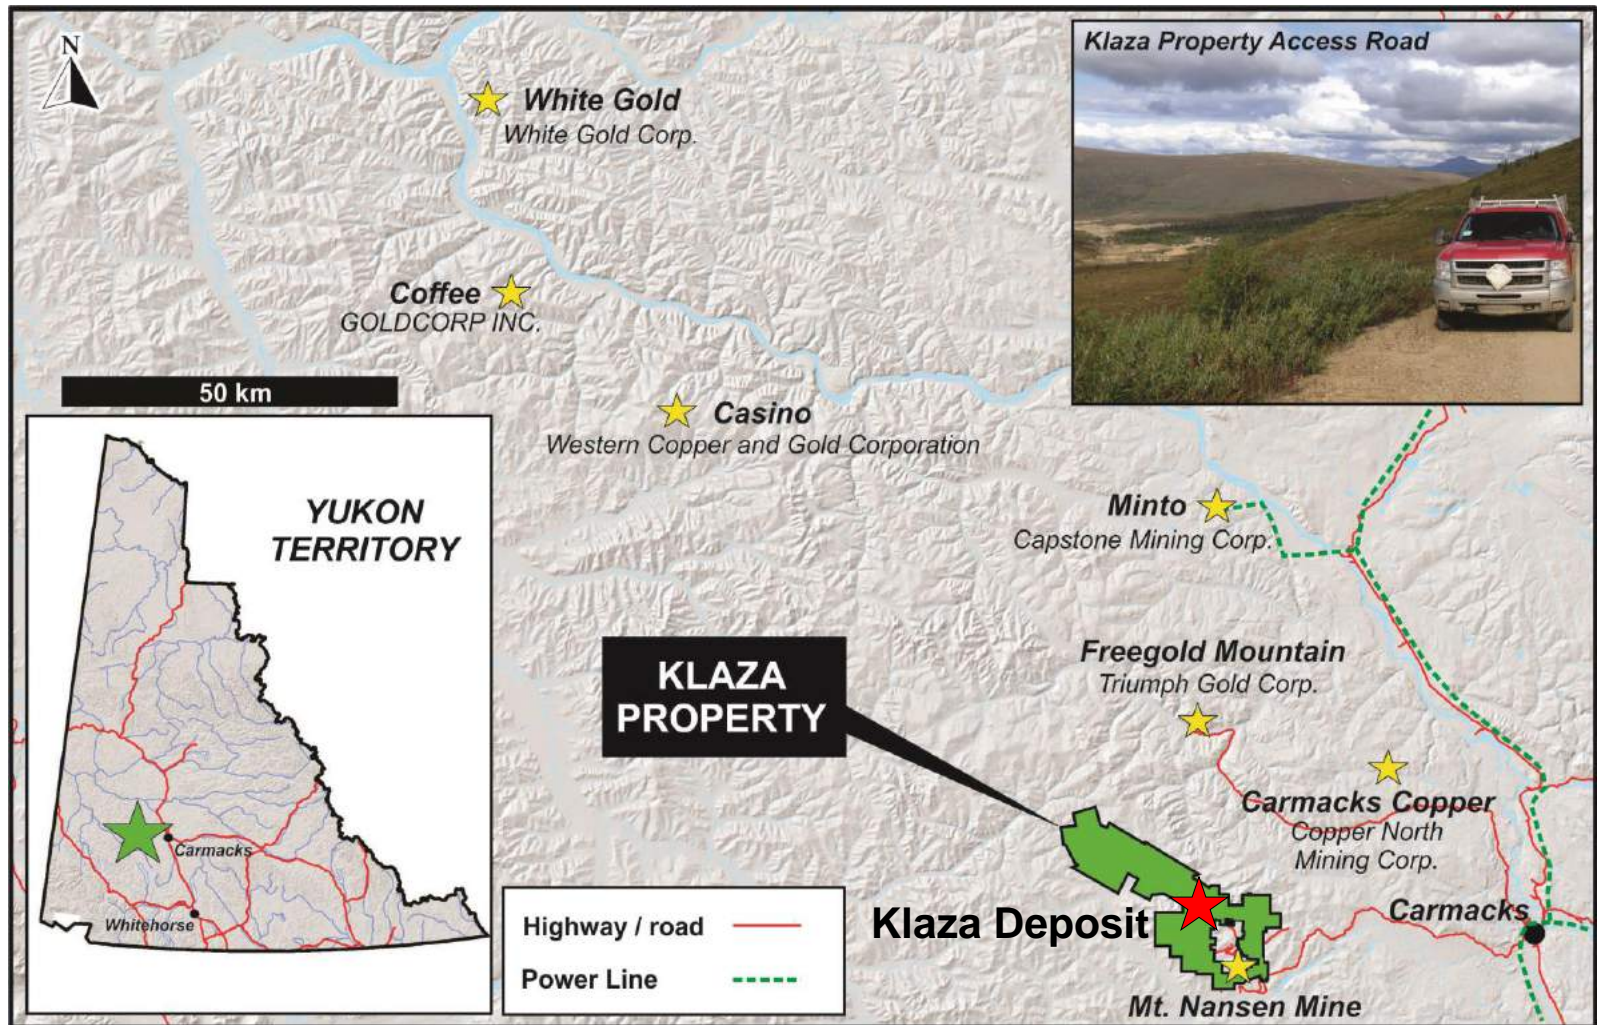 N
Klaza Property Access Road
White Gold
White Gold Corp.
Coffee
GOLDCORP INC.
50 km
Casino
Western Copper and Gold Corporation
YUKON
TERRITORY
Minto
Capstone Mining Corp.
KLAZA
PROPERTY
Freegold Mountain
Triumph Gold Corp.
Carmacks Copper
Copper North
Mining Corp.
Carmacks
Whitehorse
Highway / road
Power Line
Klaza Deposit
Carmacks
Mt. Nansen Mine